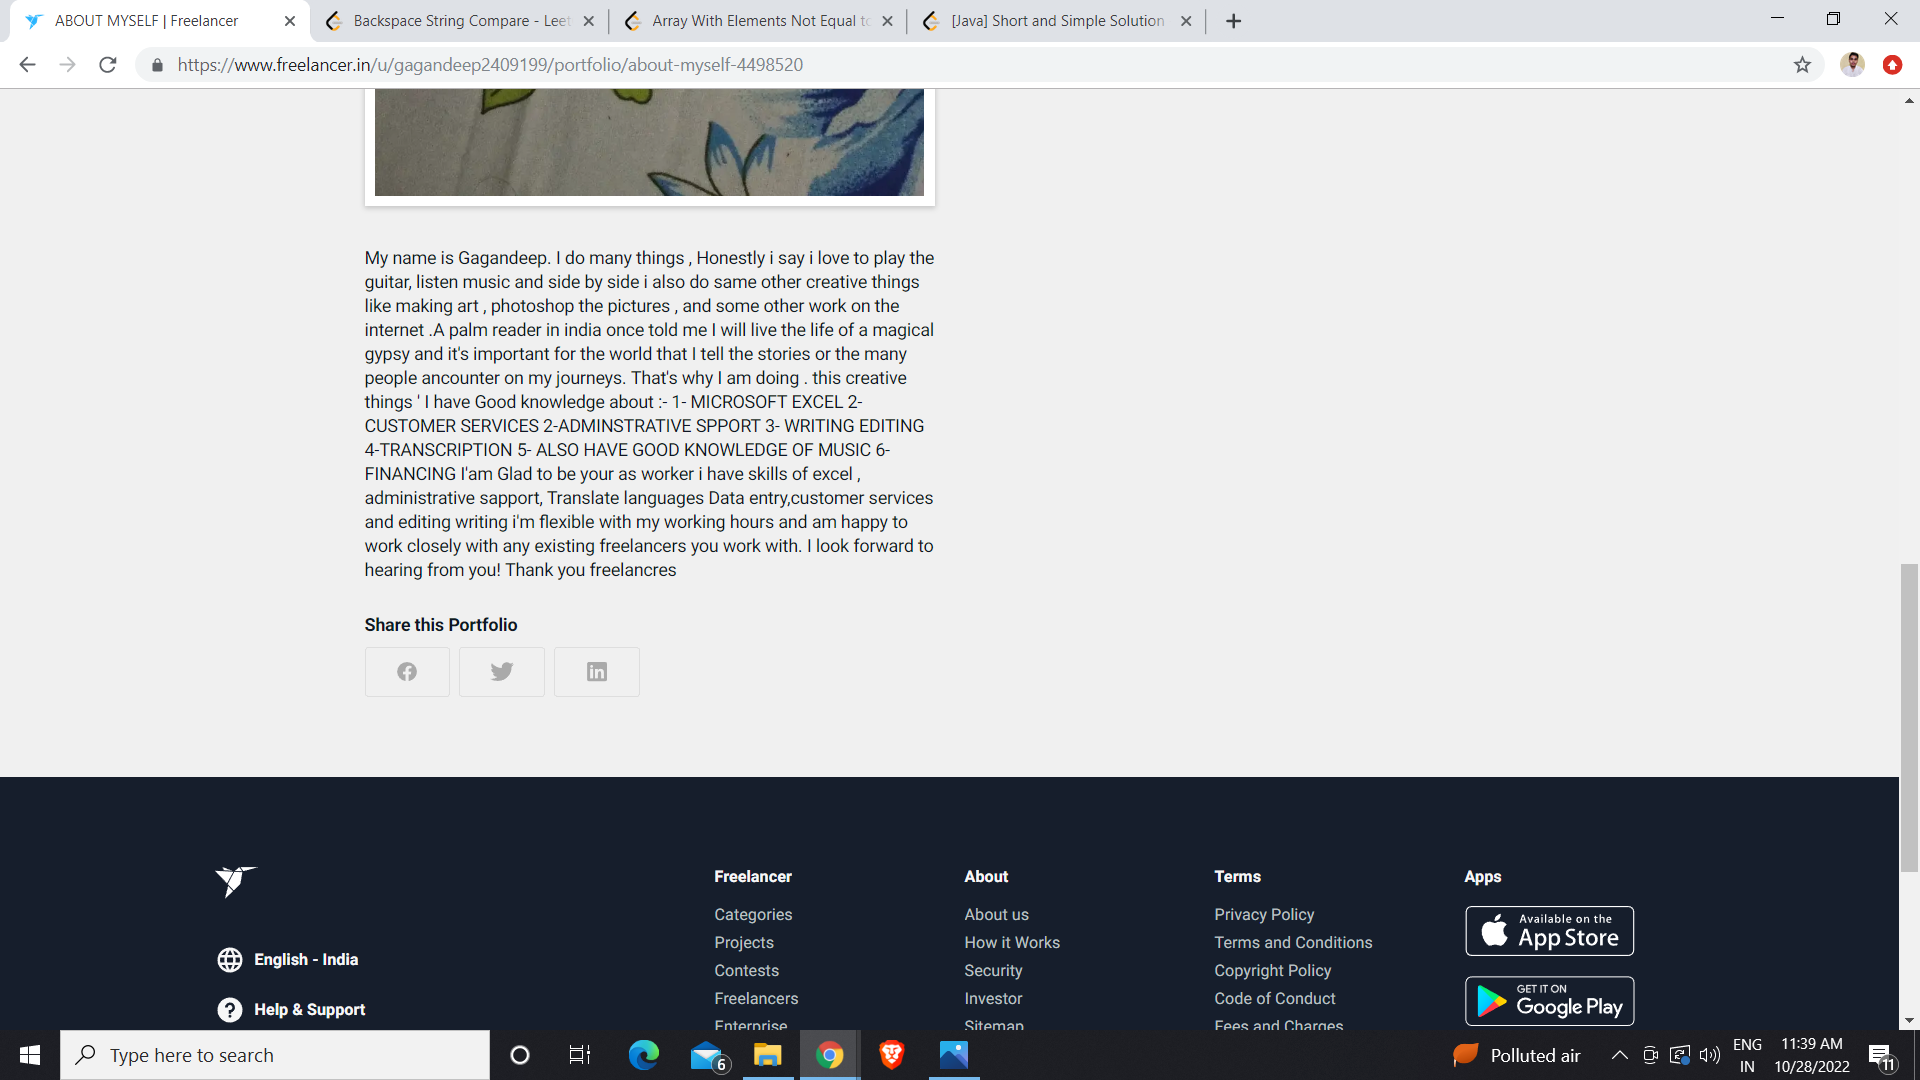 ABOUT MYSELF | Freelancer
Backspace String Compare - Leet
Array With Elements Not Equal to
[Java] Short and Simple Solution
https://www.freelancer.in/u/gagandeep2409199/portfolio/about-myself-4498520
My name is Gagandeep. I do many things , Honestly i say i love to play the
guitar, listen music and side by side i also do same other creative things
like making art , photoshop the pictures , and some other work on the
internet .A palm reader in india once told me I will live the life of a magical
gypsy and it's important for the world that I tell the stories or the many
people ancounter on my journeys. That's why I am doing . this creative
things ' I have Good knowledge about :- 1- MICROSOFT EXCEL 2-
CUSTOMER SERVICES 2-ADMINSTRATIVE SPPORT 3- WRITING EDITING
4-TRANSCRIPTION 5- ALSO HAVE GOOD KNOWLEDGE OF MUSIC 6-
FINANCING I'am Glad to be your as worker i have skills of excel ,
administrative sapport, Translate languages Data entry,customer services
and editing writing i'm flexible with my working hours and am happy to
work closely with any existing freelancers you work with. I look forward to
hearing from you! Thank you freelancres
Share this Portfolio
English - India
Help & Support
Freelancer
Categories
Projects
Contests
Freelancers
Enterprise
About
About us
How it Works
Security
Investor
Sitemap
Terms
Privacy Policy
Terms and Conditions
Copyright Policy
Code of Conduct
Fees and Charges
Apps
Available on the
App Store
GET IT ON
Google Play
Type here to search
6
Polluted air
ENG
IN
11:39 AM
10/28/2022
11